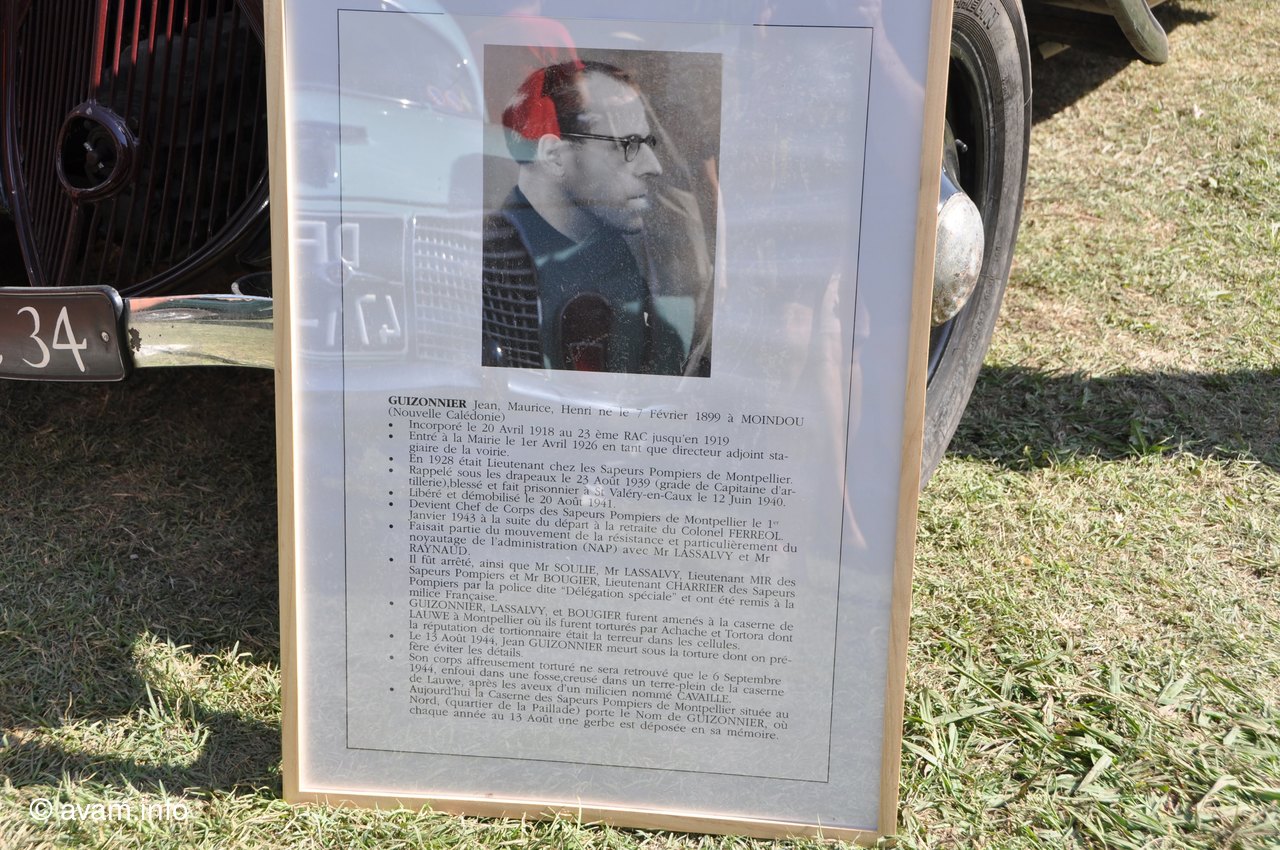 GUIZONNIER Jean, Maurice, Henri né le 7 Février 1899 à MOINDOU
(Nouvelle Calédonie)
• Incorporé le 20 Avril 1918 au 23 ème RAC jusqu'en 1919
• Entré à la Mairie le 1er Avril 1926 en tant que directeur adjoint sta-
giaire de la voirie.
• En 1928 était Lieutenant chez les Sapeurs Pompiers de Montpellier.
• Rappelé sous les drapeaux le 23 Août 1939 (grade de Capitaine d'ar-
tillerie),blessé et fait prisonnier à St Valéry-en-Caux le 12 Juin 1940.
• Libéré et démobilisé le 20 Août 1941.
• Devient Chef de Corps des Sapeurs Pompiers de Montpellier le 1er
Janvier 1943 à la suite du départ à la retraite du Colonel FERREOL.
• Faisait partie du mouvement de la résistance et particulièrement du
noyautage de l'administration (NAP) avec Mr LASSALVY et Mr
RAYNAUD.
• Il fût arrêté, ainsi que Mr SOULIE, Mr LASSALVY, Lieutenant MIR des
Sapeurs Pompiers et Mr BOUGIER, Lieutenant CHARRIER des Sapeurs
Pompiers par la police dite "Délégation spéciale" et ont été remis à la
milice Française.
• GUIZONNIER, LASSALVY, et BOUGIER furent amenés à la caserne de
LAUWE à Montpellier où ils furent torturés par Achache et Tortora dont
la réputation de tortionnaire était la terreur dans les cellules.
• Le 13 Août 1944, Jean GUIZONNIER meurt sous la torture dont on pré-
fère éviter les détails.
• Son corps affreusement torturé ne sera retrouvé que le 6 Septembre
1944, enfoui dans une fosse,creusé dans un terre-plein de la caserne
de Lauwe, après les aveux d'un milicien nommé CAVAILLE.
• Aujourd'hui la Caserne des Sapeurs Pompiers de Montpellier située au
Nord, (quartier de la Paillade) porte le Nom de GUIZONNIER, où
chaque année au 13 Août une gerbe est déposée en sa mémoire.
34
© avam.info